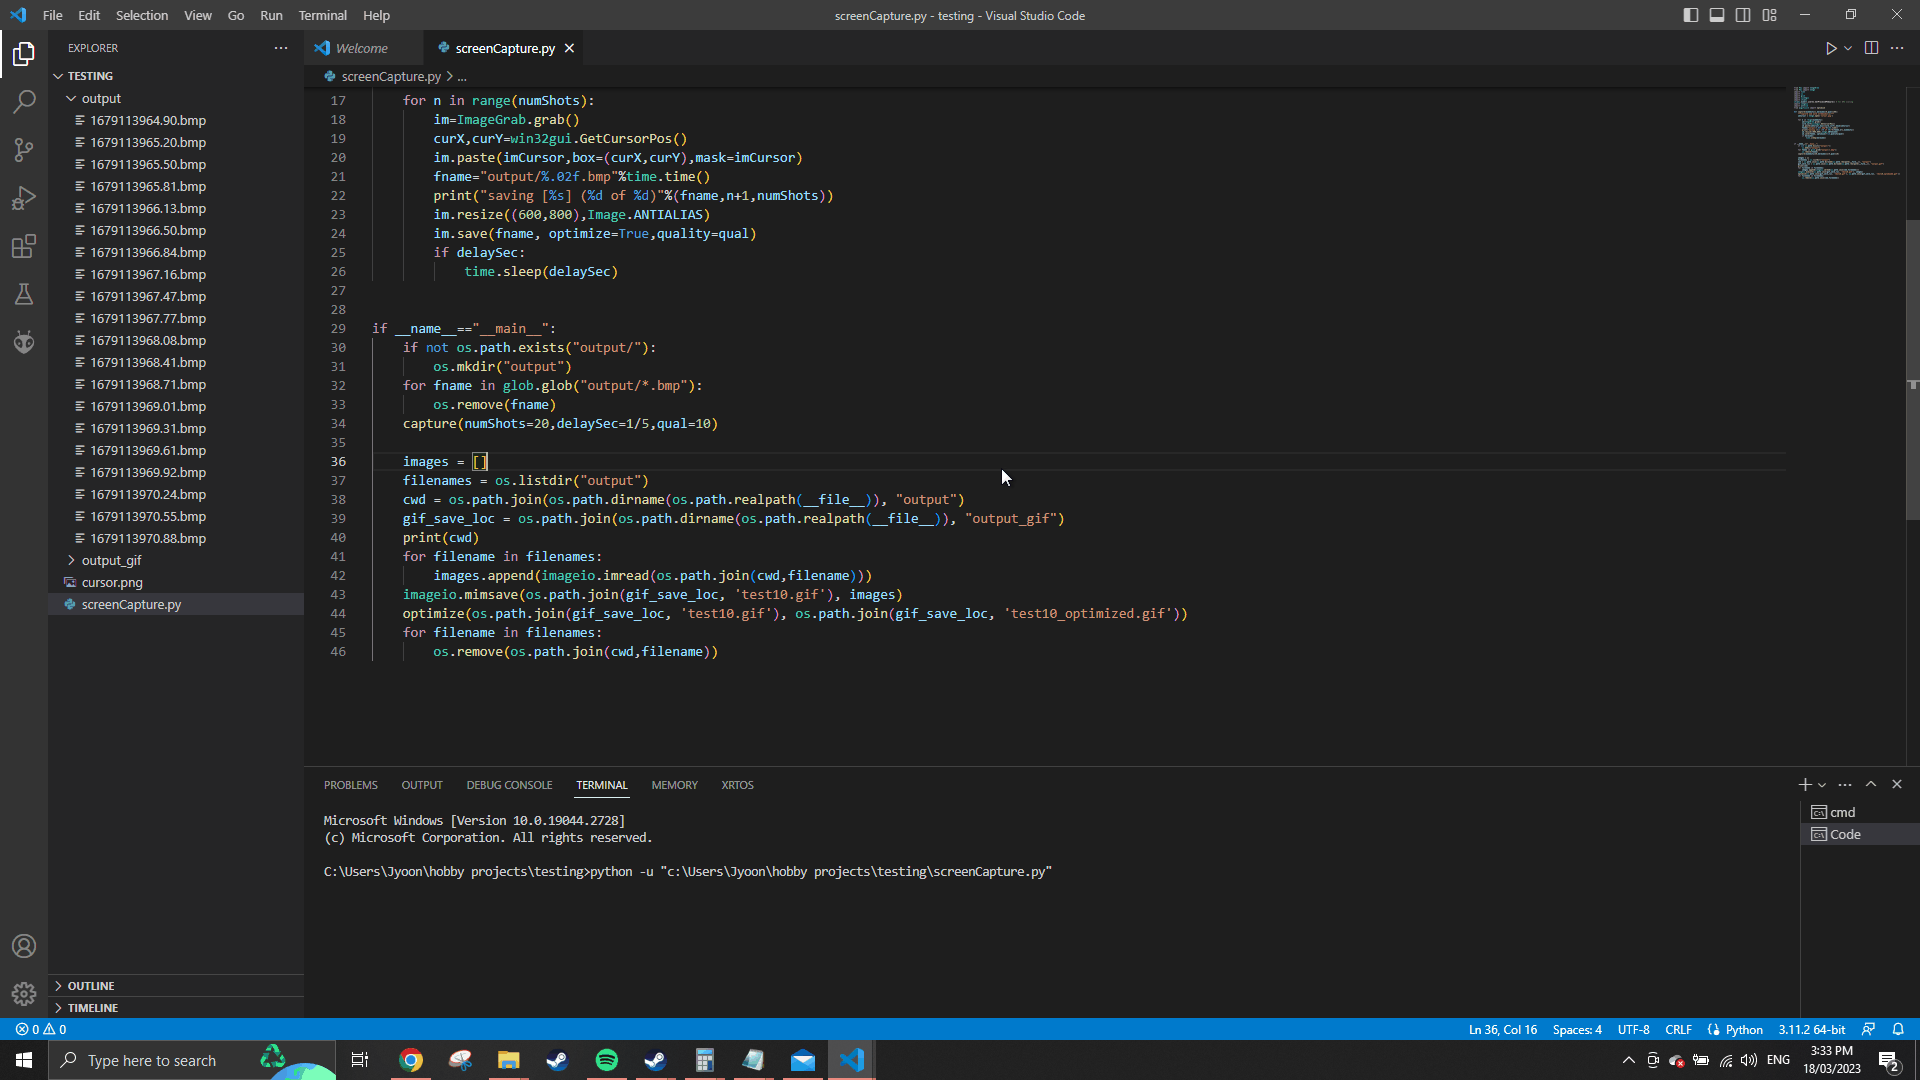 File Edit Selection View Go Run Terminal Help
screenCapture.py - testing - Visual Studio Code
EXPLORER
TESTING
output
1679113964.90.bmp
1679113965.20.bmp
1679113965.50.bmp
1679113965.81.bmp
1679113966.13.bmp
1679113966.50.bmp
1679113966.84.bmp
1679113967.16.bmp
1679113967.47.bmp
1679113967.77.bmp
1679113968.08.bmp
1679113968.41.bmp
1679113968.71.bmp
1679113969.01.bmp
1679113969.31.bmp
1679113969.61.bmp
1679113969.92.bmp
1679113970.24.bmp
1679113970.55.bmp
1679113970.88.bmp
output_gif
cursor.png
screenCapture.py
OUTLINE
TIMELINE
Welcome screenCapture.py
screenCapture.py > ...
17 for n in range(numShots):
18 im=ImageGrab.grab()
19 curX,curY=win32gui.GetCursorPos()
20 im.paste(imCursor,box=(curX,curY),mask=imCursor)
21 fname="output/%.02f.bmp"%time.time()
22 print("saving [%s] (%d of %d)"%(fname,n+1,numShots))
23 im.resize((600,800),Image.ANTIALIAS)
24 im.save(fname, optimize=True,quality=qual)
25 if delaySec:
26 time.sleep(delaySec)
27
28
29 if __name__=="__main__":
30 if not os.path.exists("output/"):
31 os.mkdir("output")
32 for fname in glob.glob("output/*.bmp"):
33 os.remove(fname)
34 capture(numShots=20,delaySec=1/5,qual=10)
35
36 images = []
37 filenames = os.listdir("output")
38 cwd = os.path.join(os.path.dirname(os.path.realpath(__file__)), "output")
39 gif_save_loc = os.path.join(os.path.dirname(os.path.realpath(__file__)), "output_gif")
40 print(cwd)
41 for filename in filenames:
42 images.append(imageio.imread(os.path.join(cwd,filename)))
43 imageio.mimsave(os.path.join(gif_save_loc, 'test10.gif'), images)
44 optimize(os.path.join(gif_save_loc, 'test10.gif'), os.path.join(gif_save_loc, 'test10_optimized.gif'))
45 for filename in filenames:
46 os.remove(os.path.join(cwd,filename))
PROBLEMS OUTPUT DEBUG CONSOLE TERMINAL MEMORY XRTOS
Microsoft Windows [Version 10.0.19044.2728]
(c) Microsoft Corporation. All rights reserved.
C:\Users\Jyoon\hobby projects\testing>python -u "c:\Users\Jyoon\hobby projects\testing\screenCapture.py"
cmd
Code
0 0
Ln 36, Col 16 Spaces: 4 UTF-8 CRLF Python 3.11.2 64-bit
Type here to search
ENG
3:33 PM
18/03/2023
2